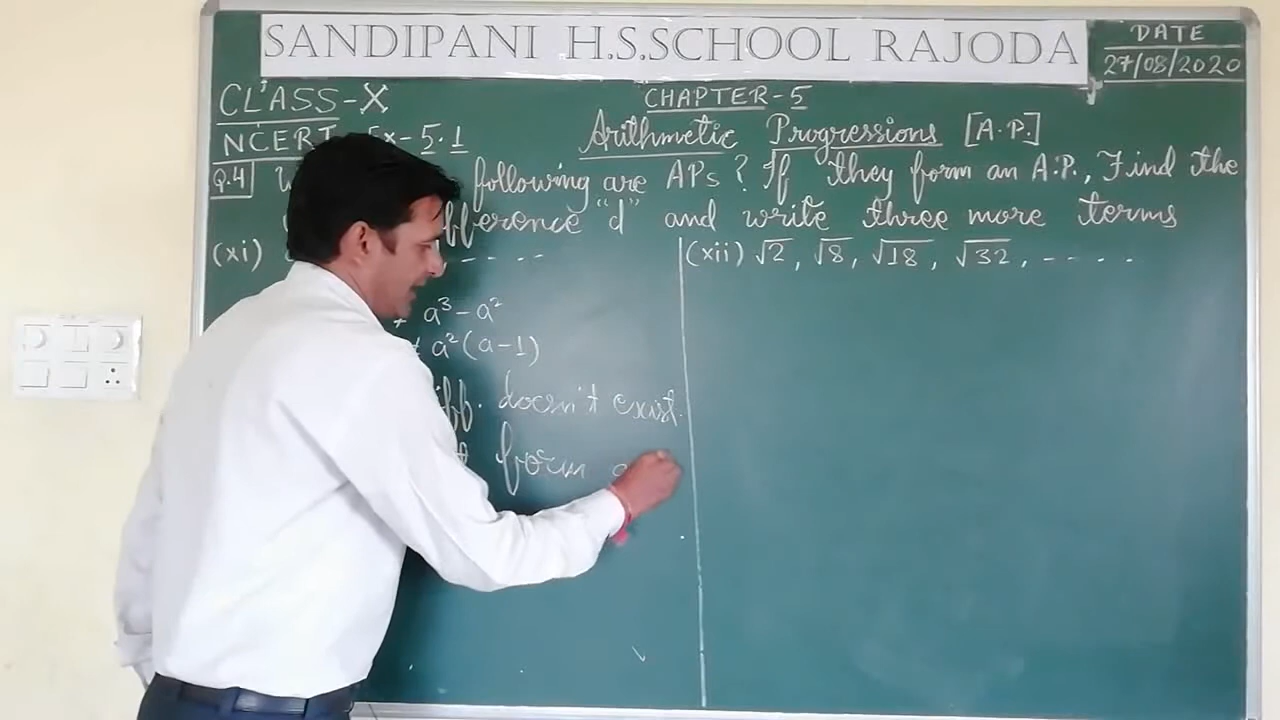 SANDIPANI H.S.SCHOOL RAJODA
DATE
27/08/2020
CLASS-X
CHAPTER-5
NCERT Ex-5.1
Arithmetic Progressions [A.P.]
Q.4 following are APs? If they form an A.P., Find the
"d" and write three more terms
(xi) , -----
(xii) √2, √8, √18, √32, -----
≠ a³-a²
≠ a²(a-1)
diff. doesn't exist.
form